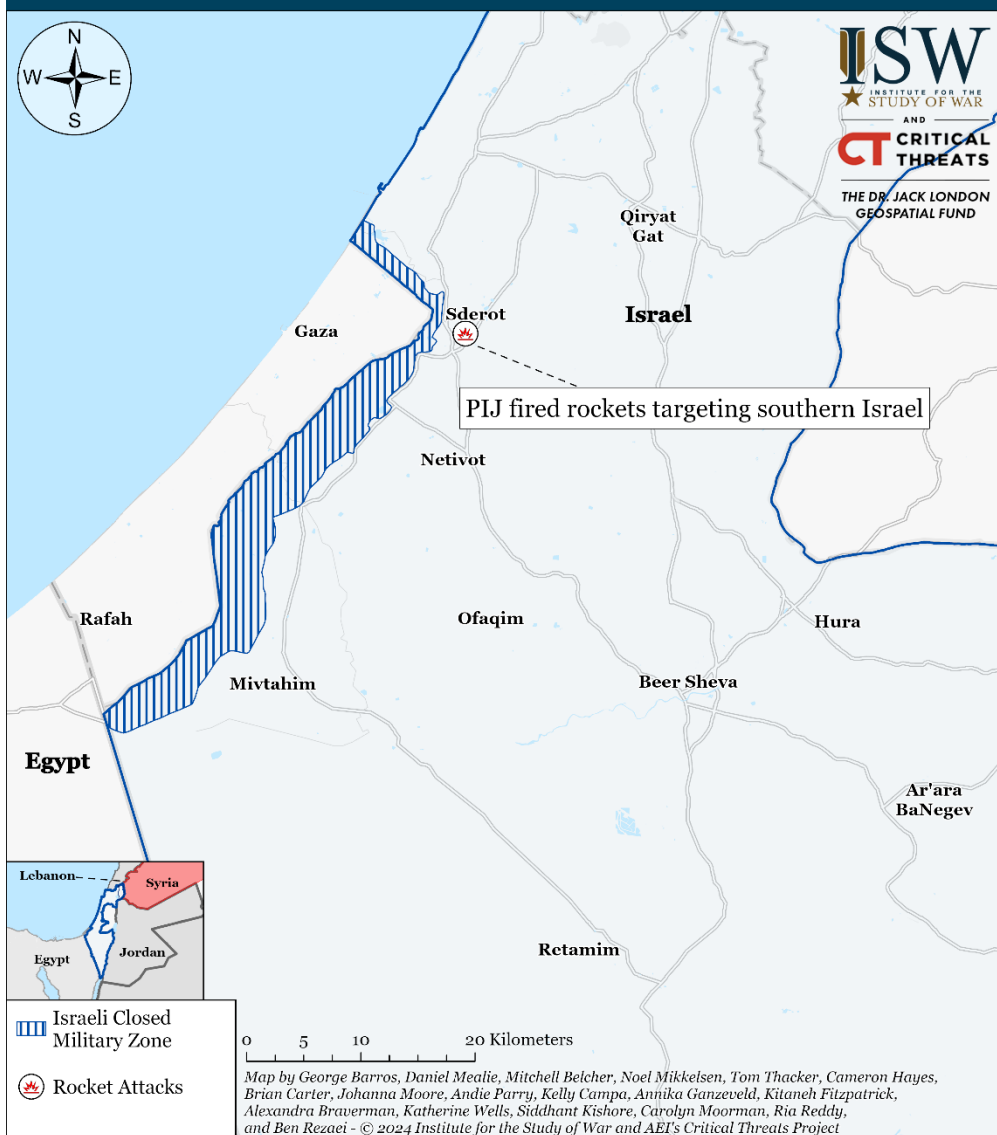 N
W
E
S
ISW
INSTITUTE FOR THE
STUDY OF WAR
AND
CT CRITICAL
THREATS
THE DR. JACK LONDON
GEOSPATIAL FUND
Qiryat
Gat
Sderot
Israel
Gaza
PIJ fired rockets targeting southern Israel
Netivot
Rafah
Ofaqim
Hura
Mivtahim
Beer Sheva
Egypt
Ar'ara
BaNegev
Lebanon
Syria
Egypt
Jordan
Retamim
Israeli Closed
Military Zone
Rocket Attacks
0 5 10 20 Kilometers
Map by George Barros, Daniel Mealie, Mitchell Belcher, Noel Mikkelsen, Tom Thacker, Cameron Hayes,
Brian Carter, Johanna Moore, Andie Parry, Kelly Campa, Annika Ganzeveld, Kitaneh Fitzpatrick,
Alexandra Braverman, Katherine Wells, Siddhant Kishore, Carolyn Moorman, Ria Reddy,
and Ben Rezaei - © 2024 Institute for the Study of War and AEI's Critical Threats Project